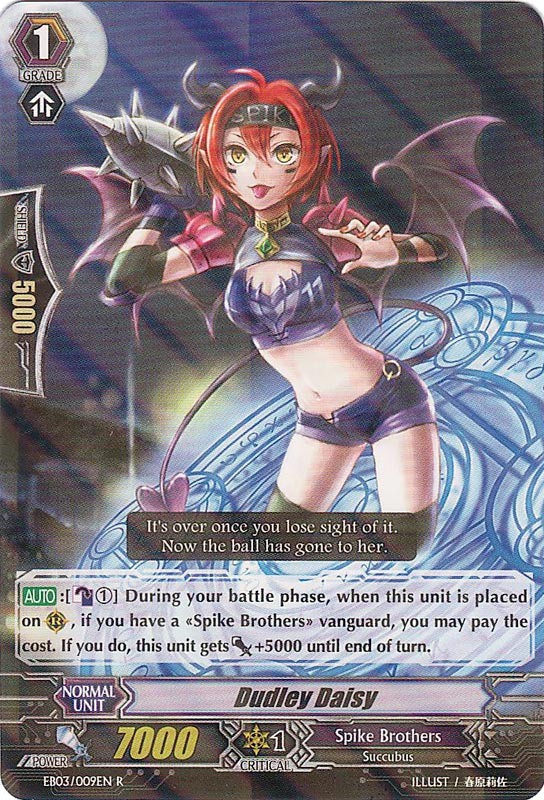 1
GRADE
SPIK
SHIELD
5000
It's over once you lose sight of it.
Now the ball has gone to her.
AUTO :[ ① ] During your battle phase, when this unit is placed
on , if you have a «Spike Brothers» vanguard, you may pay the
cost. If you do, this unit gets +5000 until end of turn.
NORMAL
UNIT
Dudley Daisy
POWER
7000
1
CRITICAL
Spike Brothers
Succubus
EB03/009EN R
ILLUST / 春原莉佐